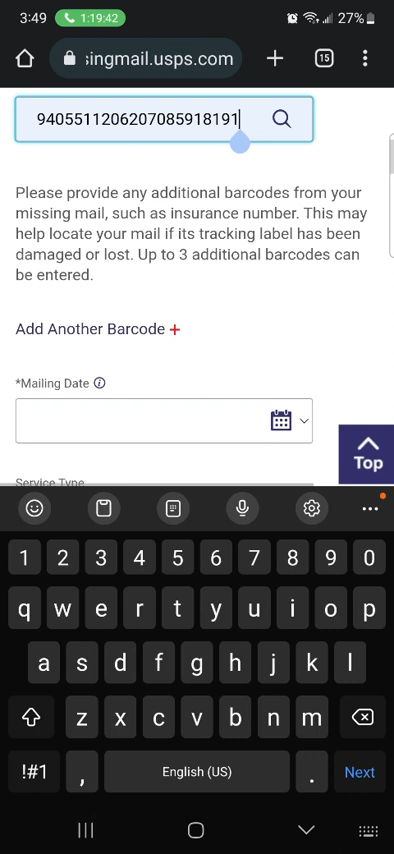 3:49 1:19:42 27%
singmail.usps.com + 15
9405511206207085918191
Please provide any additional barcodes from your
missing mail, such as insurance number. This may
help locate your mail if its tracking label has been
damaged or lost. Up to 3 additional barcodes can
be entered.
Add Another Barcode +
*Mailing Date
Top
Service Type
1 2 3 4 5 6 7 8 9 0
q w e r t y u i o p
a s d f g h j k l
z x c v b n m
!#1 , English (US) . Next